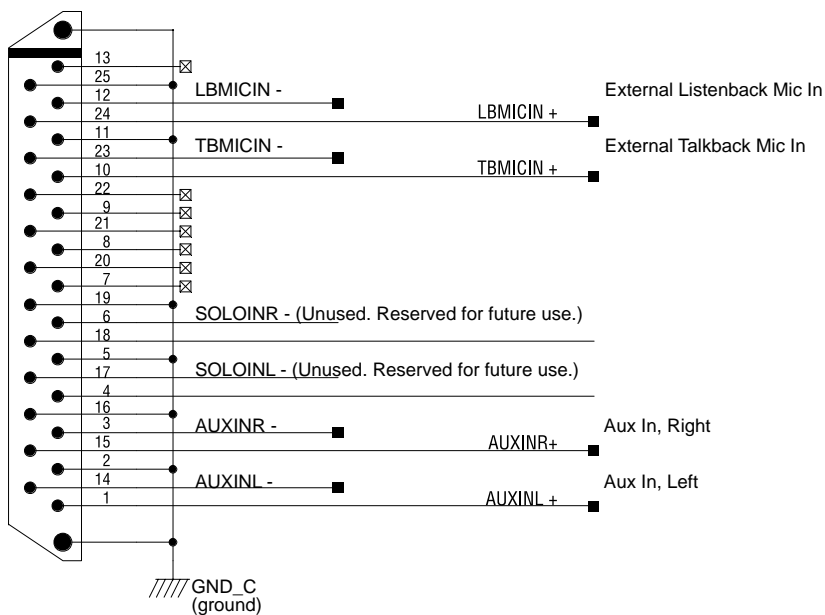 13
25
12 LBMICIN - External Listenback Mic In
24 LBMICIN +
11
23 TBMICIN - External Talkback Mic In
10 TBMICIN +
22
9
21
8
20
7
19
6 SOLOINR - (Unused. Reserved for future use.)
18
5
17 SOLOINL - (Unused. Reserved for future use.)
4
16
3 AUXINR - Aux In, Right
15 AUXINR+
2
14 AUXINL - Aux In, Left
1 AUXINL +
GND_C
(ground)